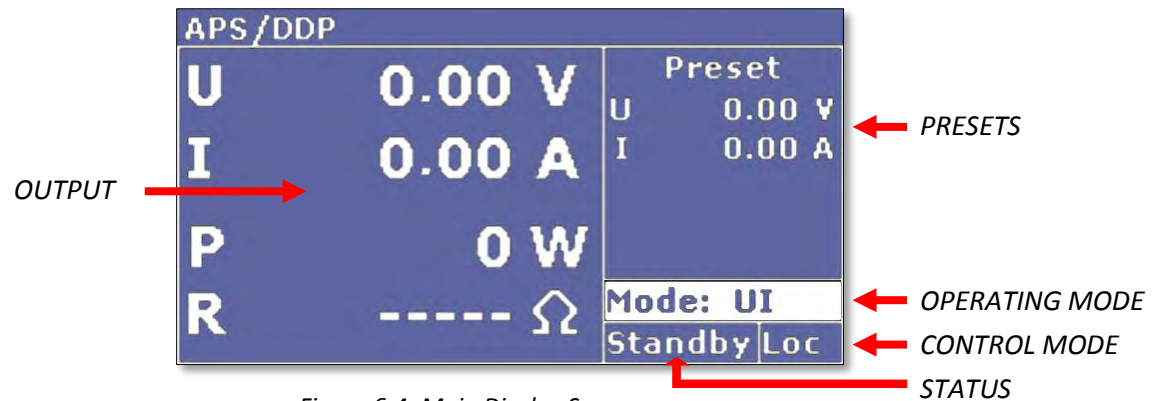 APS/DDP
U 0.00 V
I 0.00 A
P 0 W
R ----- Ω
Preset
U 0.00 V
I 0.00 A
Mode: UI
Standby Loc
OUTPUT
PRESETS
OPERATING MODE
CONTROL MODE
STATUS